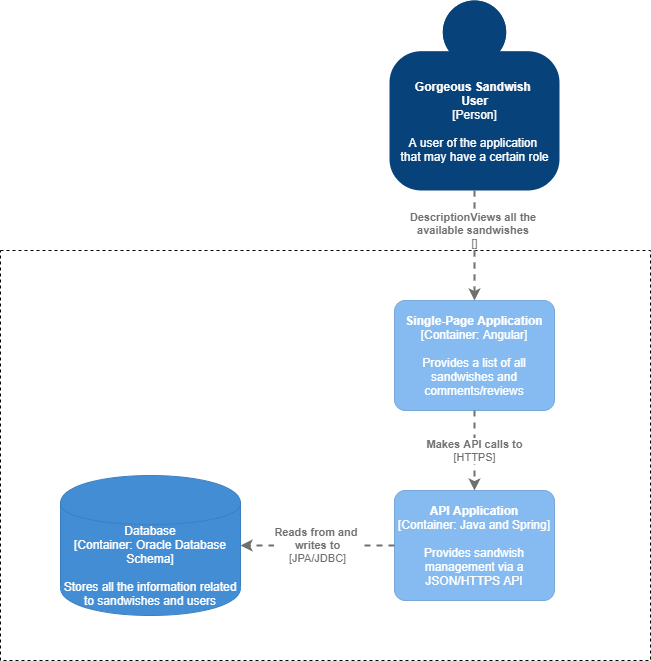 Gorgeous Sandwish
User
[Person]
A user of the application
that may have a certain role
DescriptionViews all the
available sandwishes
[]
Single-Page Application
[Container: Angular]
Provides a list of all
sandwishes and
comments/reviews
Makes API calls to
[HTTPS]
API Application
[Container: Java and Spring]
Provides sandwish
management via a
JSON/HTTPS API
Reads from and
writes to
[JPA/JDBC]
Database
[Container: Oracle Database
Schema]
Stores all the information related
to sandwishes and users